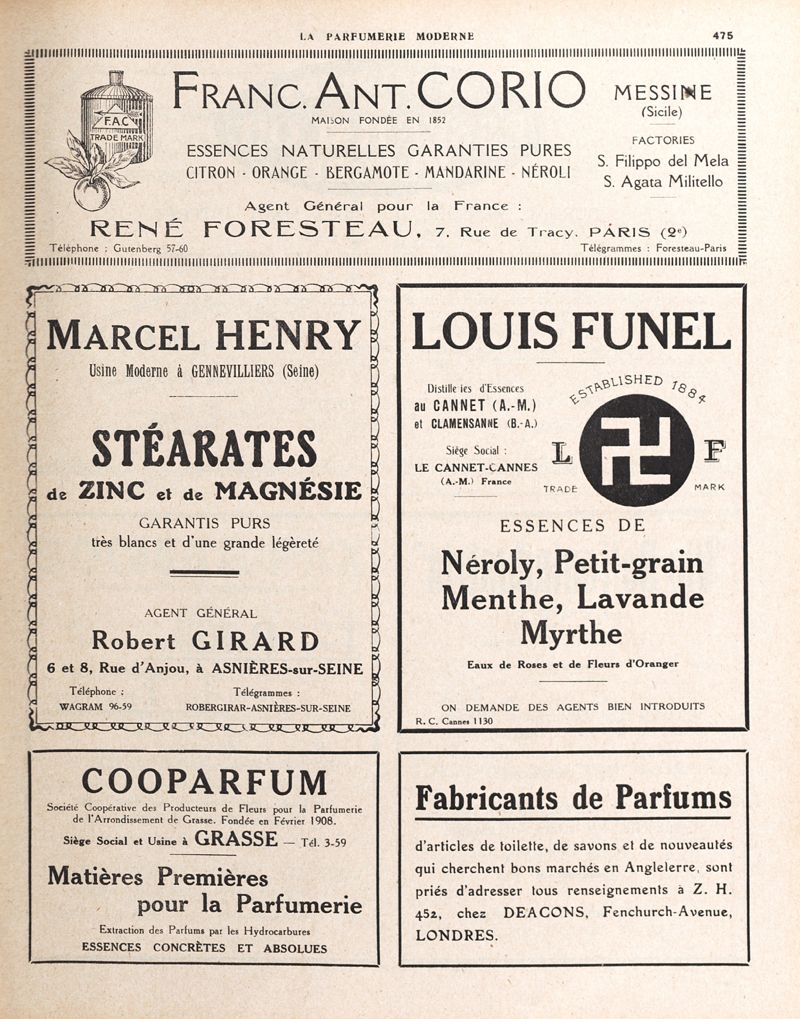 LA PARFUMERIE MODERNE
475
FRANC. ANT. CORIO
MAISON FONDÉE EN 1852
F.A.C
TRADE MARK
ESSENCES NATURELLES GARANTIES PURES
CITRON - ORANGE - BERGAMOTE - MANDARINE - NÉROLI
MESSINE
(Sicile)
FACTORIES
S. Filippo del Mela
S. Agata Militello
Agent Général pour la France :
RENÉ FORESTEAU, 7, Rue de Tracy. PARIS (2e)
Téléphone : Gutenberg 57-60
Télégrammes : Foresteau-Paris
MARCEL HENRY
Usine Moderne à GENNEVILLIERS (Seine)
STÉARATES
de ZINC et de MAGNÉSIE
GARANTIS PURS
très blancs et d'une grande légèreté
AGENT GÉNÉRAL
Robert GIRARD
6 et 8, Rue d'Anjou, à ASNIÈRES-sur-SEINE
Téléphone :
WAGRAM 96-59
Télégrammes :
ROBERGIRAR-ASNIÈRES-SUR-SEINE
LOUIS FUNEL
Distille ies d'Essences
au CANNET (A.-M.)
et CLAMENSANNE (B.-A.)
Siège Social :
LE CANNET-CANNES
(A.-M.) France
ESTABLISHED 1884
L F
TRADE MARK
ESSENCES DE
Néroly, Petit-grain
Menthe, Lavande
Myrthe
Eaux de Roses et de Fleurs d'Oranger
ON DEMANDE DES AGENTS BIEN INTRODUITS
R. C. Cannes 1130
COOPARFUM
Société Coopérative des Producteurs de Fleurs pour la Parfumerie
de l'Arrondissement de Grasse. Fondée en Février 1908.
Siège Social et Usine à GRASSE — Tél. 3-59
Matières Premières
pour la Parfumerie
Extraction des Parfums par les Hydrocarbures
ESSENCES CONCRÈTES ET ABSOLUES
Fabricants de Parfums
d'articles de toilette, de savons et de nouveautés
qui cherchent bons marchés en Anglelerre, sont
priés d'adresser tous renseignements à Z. H.
452, chez DEACONS, Fenchurch-Avenue,
LONDRES.